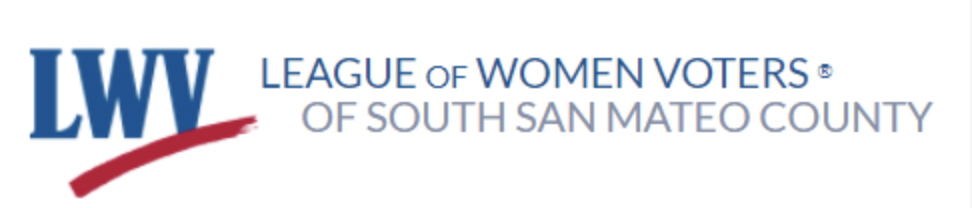 LWV
LEAGUE OF WOMEN VOTERS ®
OF SOUTH SAN MATEO COUNTY